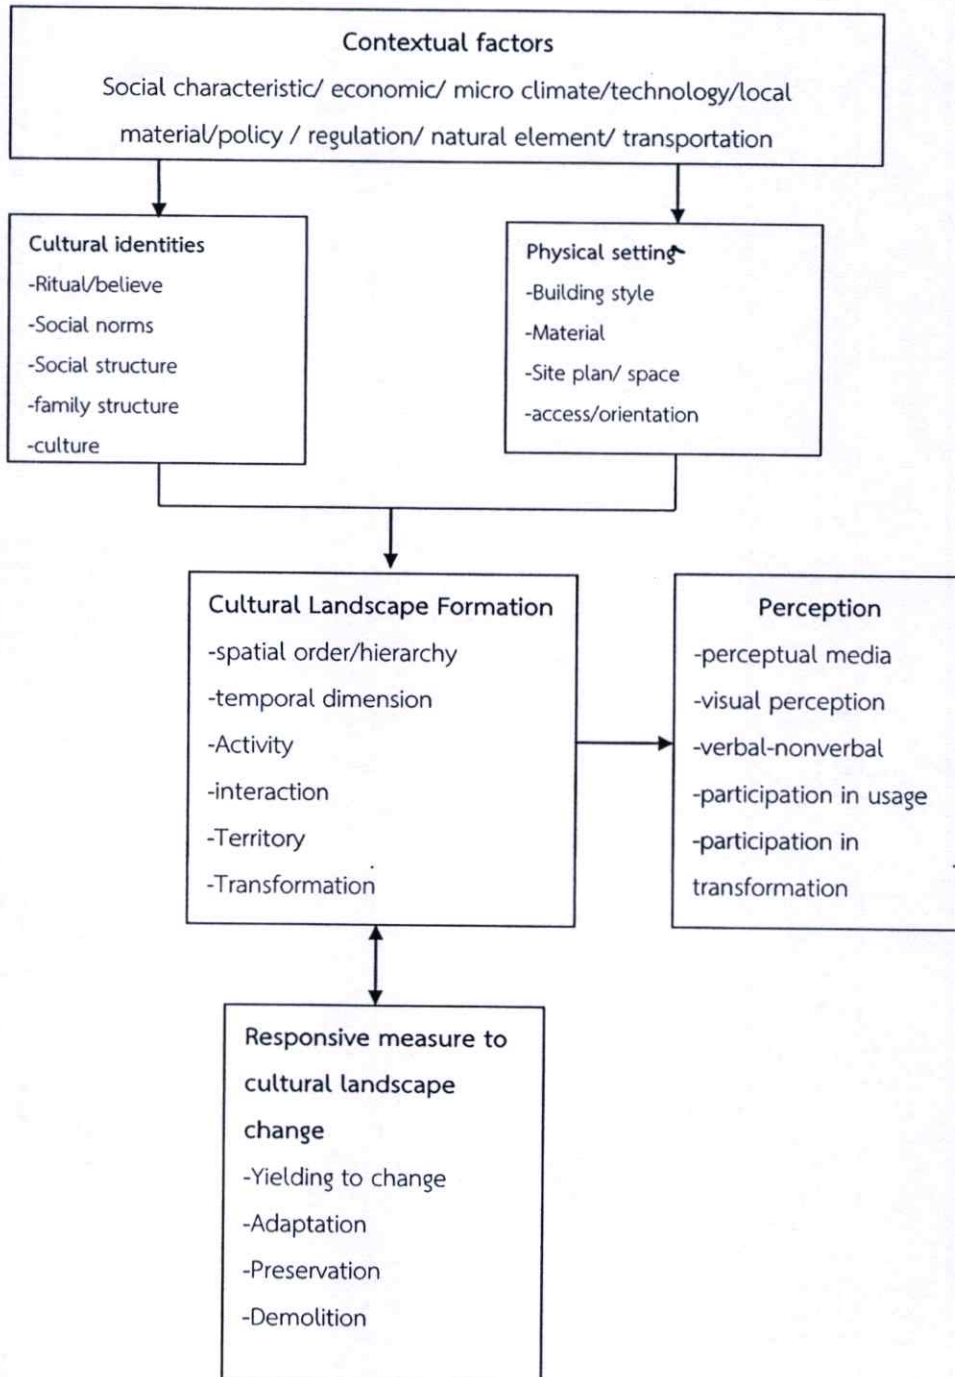 Contextual factors
Social characteristic/ economic/ micro climate/technology/local
material/policy / regulation/ natural element/ transportation
Cultural identities
-Ritual/believe
-Social norms
-Social structure
-family structure
-culture
Physical setting
-Building style
-Material
-Site plan/ space
-access/orientation
Cultural Landscape Formation
-spatial order/hierarchy
-temporal dimension
-Activity
-interaction
-Territory
-Transformation
Perception
-perceptual media
-visual perception
-verbal-nonverbal
-participation in usage
-participation in
transformation
Responsive measure to
cultural landscape
change
-Yielding to change
-Adaptation
-Preservation
-Demolition